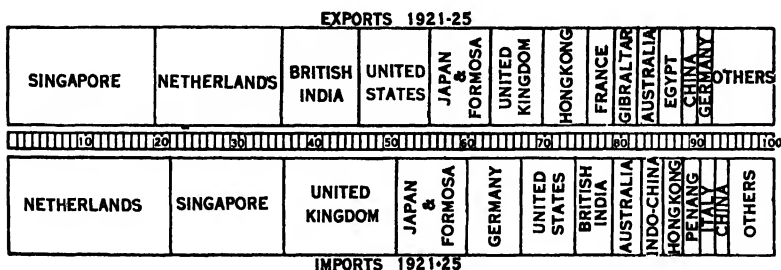 EXPORTS 1921-25
SINGAPORE
NETHERLANDS
BRITISH
INDIA
UNITED
STATES
JAPAN
&
FORMOSA
UNITED
KINGDOM
HONGKONG
FRANCE
GIBRALTAR
AUSTRALIA
EGYPT
CHINA
GERMANY
OTHERS
10 20 30 40 50 60 70 80 90 100
NETHERLANDS
SINGAPORE
UNITED
KINGDOM
JAPAN
&
FORMOSA
GERMANY
UNITED
STATES
BRITISH
INDIA
AUSTRALIA
INDO-CHINA
HONGKONG
PENANG
ITALY
CHINA
OTHERS
IMPORTS 1921-25